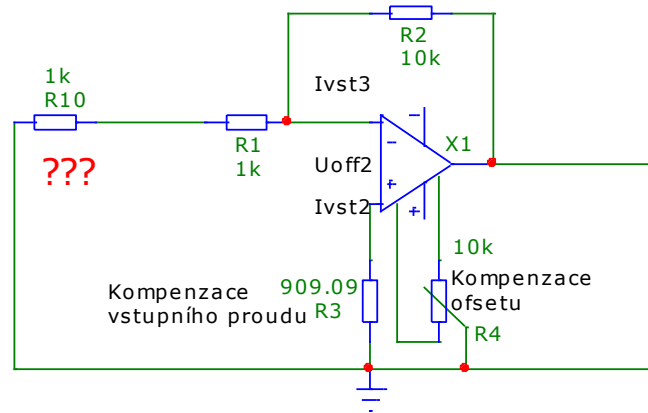 R2
10k
1k
R10
Ivst3
R1
1k
X1
???
Uoff2
Ivst2
10k
Kompenzace
ofsetu
909.09
R3
Kompenzace
vstupního proudu
R4